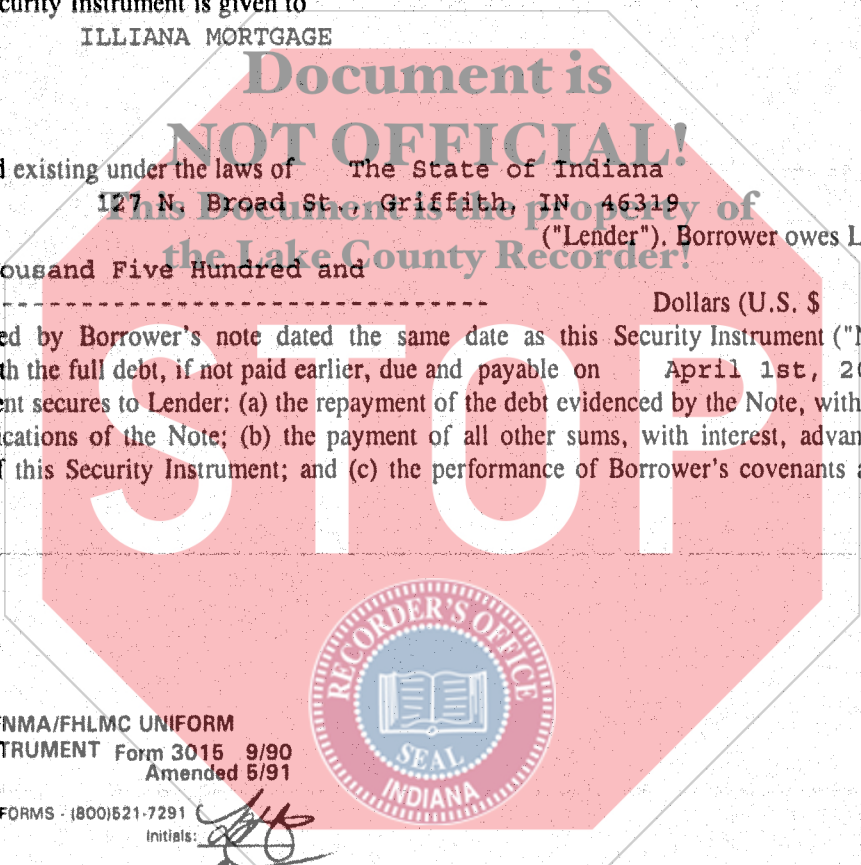 curity Instrument is given to
ILLIANA MORTGAGE
Document is
NOT OFFICIAL!
existing under the laws of The State of Indiana
This Document is the property of
127 N. Broad St., Griffith, IN 46319
("Lender"). Borrower owes L
the Lake County Recorder!
ousand Five Hundred and
Dollars (U.S. $
ed by Borrower's note dated the same date as this Security Instrument ("N
th the full debt, if not paid earlier, due and payable on April 1st, 20
ent secures to Lender: (a) the repayment of the debt evidenced by the Note, with
ications of the Note; (b) the payment of all other sums, with interest, advan
f this Security Instrument; and (c) the performance of Borrower's covenants a
STOP
RECORDER'S OFFICE
SEAL
INDIANA
NMA/FHLMC UNIFORM
TRUMENT Form 3015 9/90
Amended 5/91
FORMS - (800)521-7291
Initials: